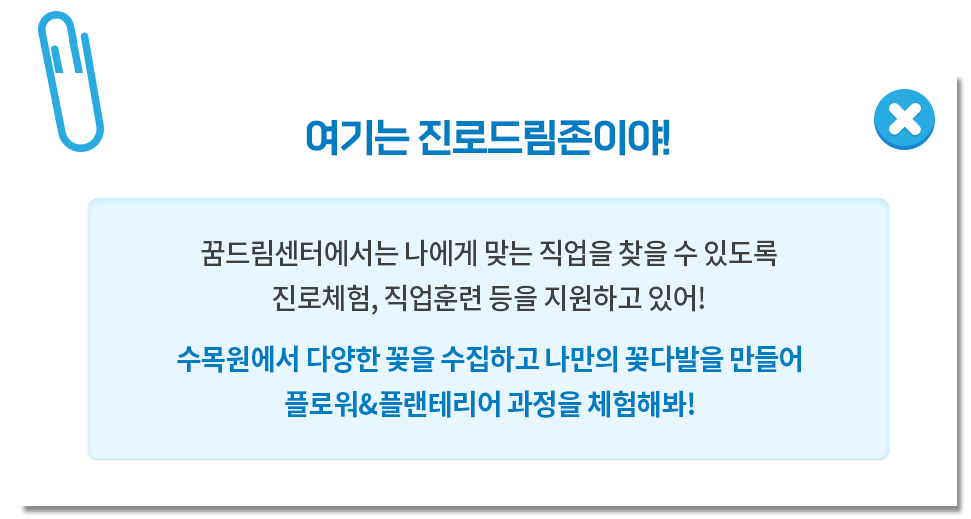 여기는 진로드림존이야!
꿈드림센터에서는 나에게 맞는 직업을 찾을 수 있도록
진로체험, 직업훈련 등을 지원하고 있어!
수목원에서 다양한 꽃을 수집하고 나만의 꽃다발을 만들어
플로워&플랜테리어 과정을 체험해봐!